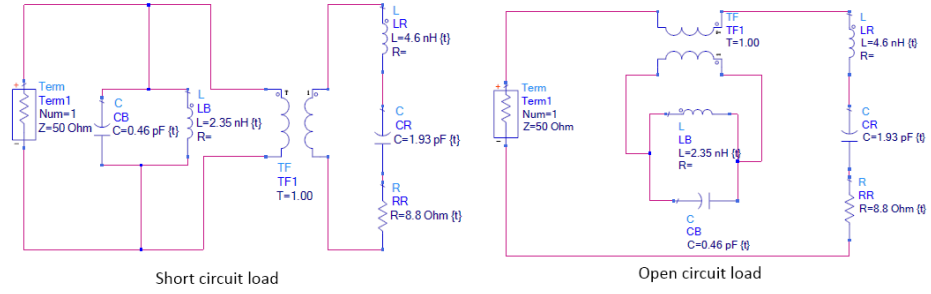 L
LR
L=4.6 nH {t}
R=
+
Term
Term1
Num=1
Z=50 Ohm
-
C
CB
C=0.46 pF {t}
L
LB
L=2.35 nH {t}
R=
T
1
TF
TF1
T=1.00
C
CR
C=1.93 pF {t}
R
RR
R=8.8 Ohm {t}
Short circuit load
TF
TF1
T=1.00
T
1
L
LR
L=4.6 nH {t}
R=
+
Term
Term1
Num=1
Z=50 Ohm
-
L
LB
L=2.35 nH {t}
R=
C
CB
C=0.46 pF {t}
C
CR
C=1.93 pF {t}
R
RR
R=8.8 Ohm {t}
Open circuit load